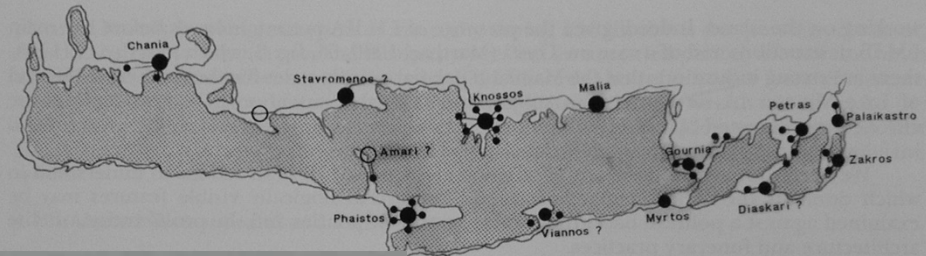 Chania
Stavromenos ?
Knossos
Malia
Petras
Palaikastro
Amari ?
Gournia
Zakros
Phaistos
Viannos ?
Myrtos
Diaskari ?